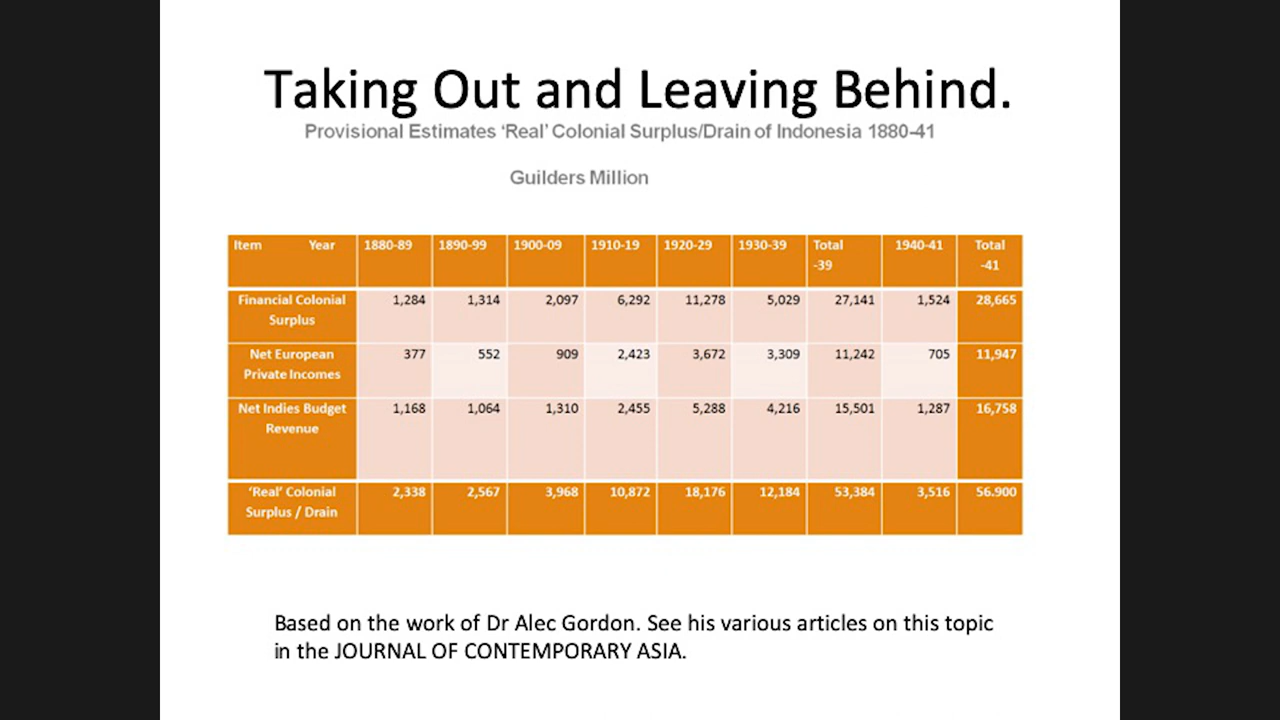 Taking Out and Leaving Behind.
Provisional Estimates ‘Real’ Colonial Surplus/Drain of Indonesia 1880-41
Guilders Million
Item Year 1880-89 1890-99 1900-09 1910-19 1920-29 1930-39 Total -39 1940-41 Total -41
Financial Colonial Surplus 1,284 1,314 2,097 6,292 11,278 5,029 27,141 1,524 28,665
Net European Private Incomes 377 552 909 2,423 3,672 3,309 11,242 705 11,947
Net Indies Budget Revenue 1,168 1,064 1,310 2,455 5,288 4,216 15,501 1,287 16,758
‘Real’ Colonial Surplus / Drain 2,338 2,567 3,968 10,872 18,176 12,184 53,384 3,516 56.900
Based on the work of Dr Alec Gordon. See his various articles on this topic
in the JOURNAL OF CONTEMPORARY ASIA.